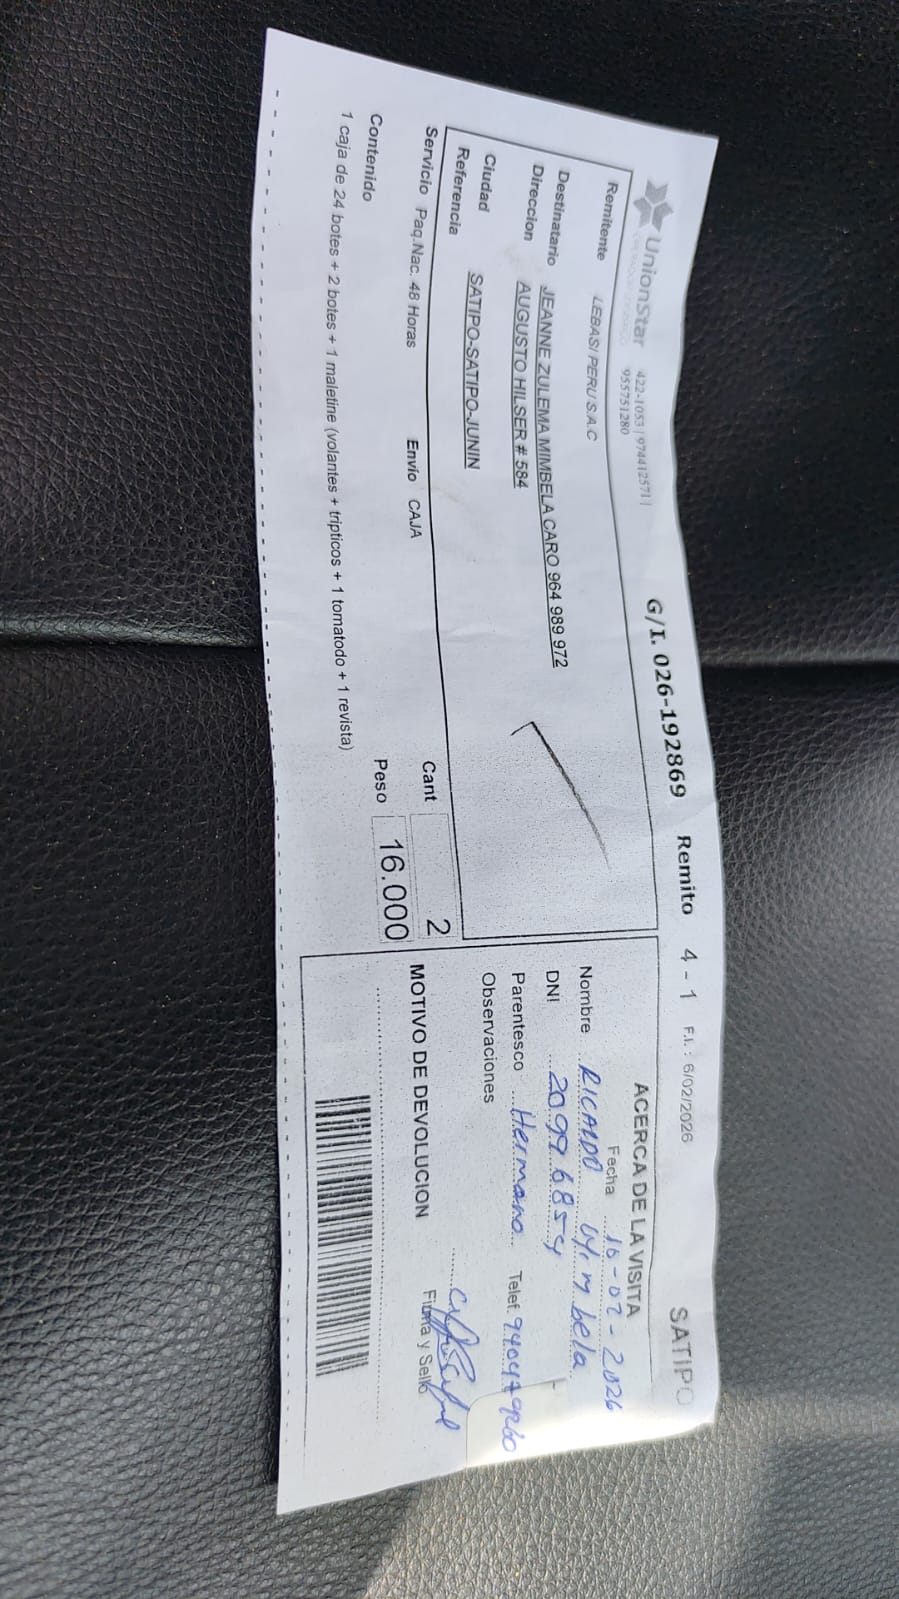 UnionStar 422-1053 | 974412571 |
955751280
G/I. 026-192869 Remito 4 - 1 F.I. : 6/02/2026 SATIPO
Remitente LEBASI PERU S.A.C
Destinatario JEANNE ZULEMA MIMBELA CARO 964 989 972
Direccion AUGUSTO HILSER # 584
Ciudad SATIPO-SATIPO-JUNIN
Referencia
Servicio Paq.Nac. 48 Horas Envio CAJA Cant 2
Contenido Peso 16.000
1 caja de 24 botes + 2 botes + 1 maletine (volantes + tripticos + 1 tomatodo + 1 revista)
ACERCA DE LA VISITA
Fecha 10-02-2026
Nombre RICARDO Mimbela
DNI 20996854
Parentesco Hermano Telef.
Observaciones
Firma y Sello
MOTIVO DE DEVOLUCION